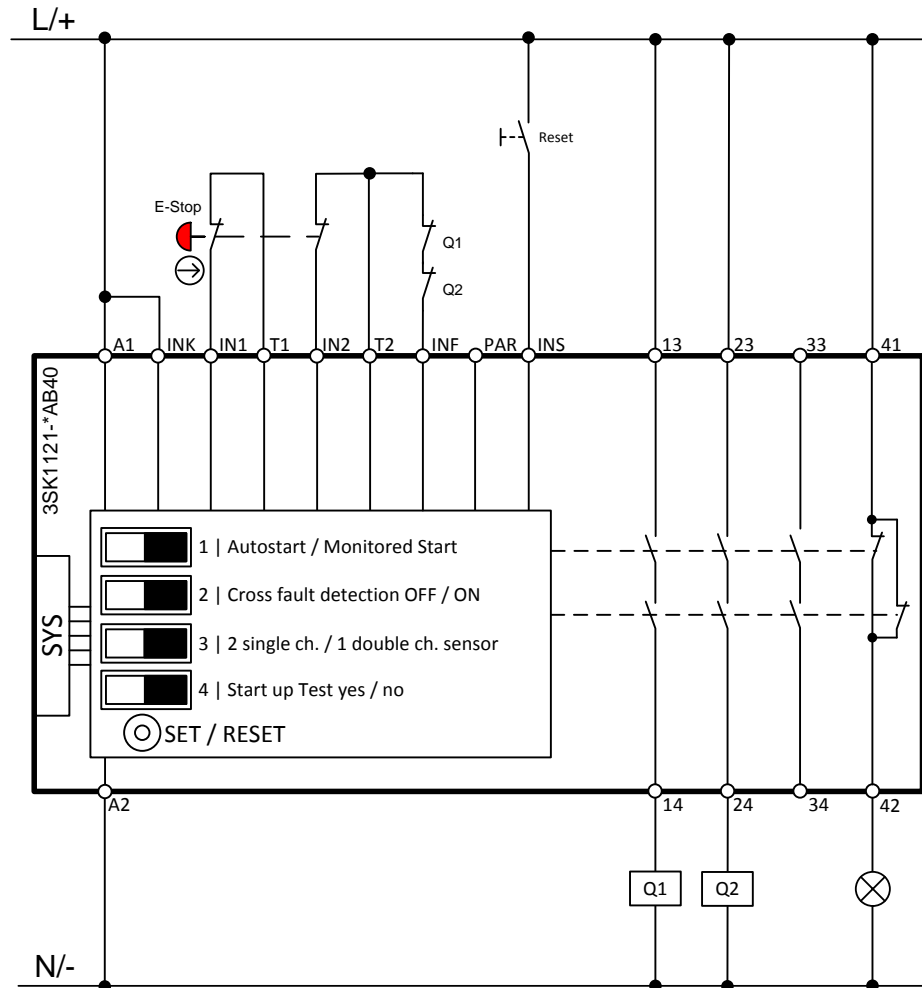 L/+
Reset
E-Stop
Q1
Q2
A1 INK IN1 T1 IN2 T2 INF PAR INS 13 23 33 41
3SK1121-*AB40
1 | Autostart / Monitored Start
2 | Cross fault detection OFF / ON
3 | 2 single ch. / 1 double ch. sensor
4 | Start up Test yes / no
SYS
SET / RESET
A2 14 24 34 42
Q1 Q2
N/-